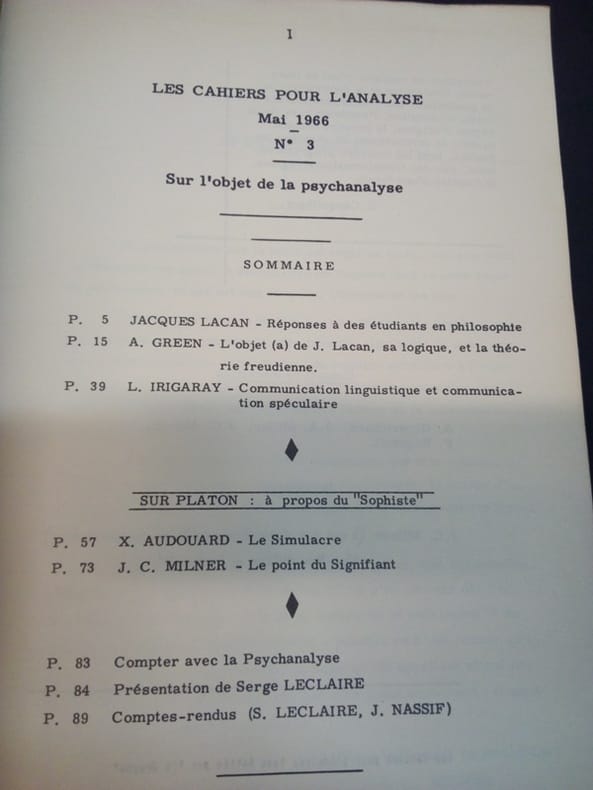 I
LES CAHIERS POUR L'ANALYSE
Mai 1966
N° 3
Sur l'objet de la psychanalyse
SOMMAIRE
P. 5 JACQUES LACAN - Réponses à des étudiants en philosophie
P. 15 A. GREEN - L'objet (a) de J. Lacan, sa logique, et la théo-
rie freudienne.
P. 39 L. IRIGARAY - Communication linguistique et communica-
tion spéculaire
SUR PLATON : à propos du "Sophiste"
P. 57 X. AUDOUARD - Le Simulacre
P. 73 J. C. MILNER - Le point du Signifiant
P. 83 Compter avec la Psychanalyse
P. 84 Présentation de Serge LECLAIRE
P. 89 Comptes-rendus (S. LECLAIRE, J. NASSIF)